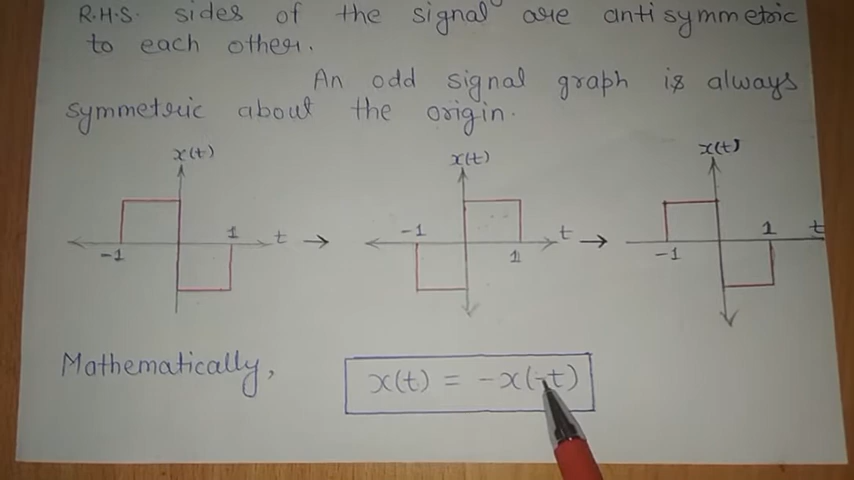 R.H.S. sides of the signal are antisymmetric
to each other.
An odd signal graph is always
symmetric about the origin.
x(t) x(t) x(t)
-1 1 t → -1 1 t → -1 1 t
Mathematically, x(t) = -x(-t)